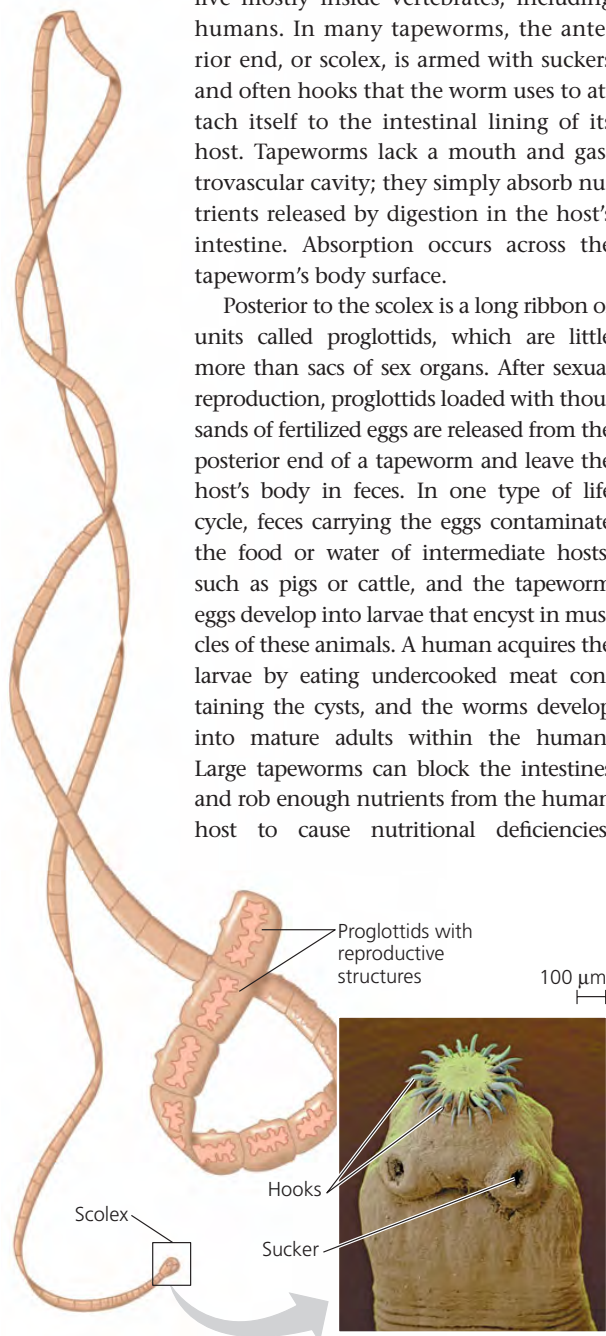 live mostly inside vertebrates, including
humans. In many tapeworms, the ante
rior end, or scolex, is armed with suckers
and often hooks that the worm uses to at
tach itself to the intestinal lining of its
host. Tapeworms lack a mouth and gas
trovascular cavity; they simply absorb nu
trients released by digestion in the host's
intestine. Absorption occurs across the
tapeworm's body surface.
Posterior to the scolex is a long ribbon o
units called proglottids, which are little
more than sacs of sex organs. After sexua
reproduction, proglottids loaded with thou
sands of fertilized eggs are released from the
posterior end of a tapeworm and leave the
host's body in feces. In one type of life
cycle, feces carrying the eggs contaminate
the food or water of intermediate hosts
such as pigs or cattle, and the tapeworm
eggs develop into larvae that encyst in mus
cles of these animals. A human acquires the
larvae by eating undercooked meat con
taining the cysts, and the worms develop
into mature adults within the human
Large tapeworms can block the intestines
and rob enough nutrients from the human
host to cause nutritional deficiencies
Proglottids with
reproductive
structures
100 μm
Hooks
Sucker
Scolex